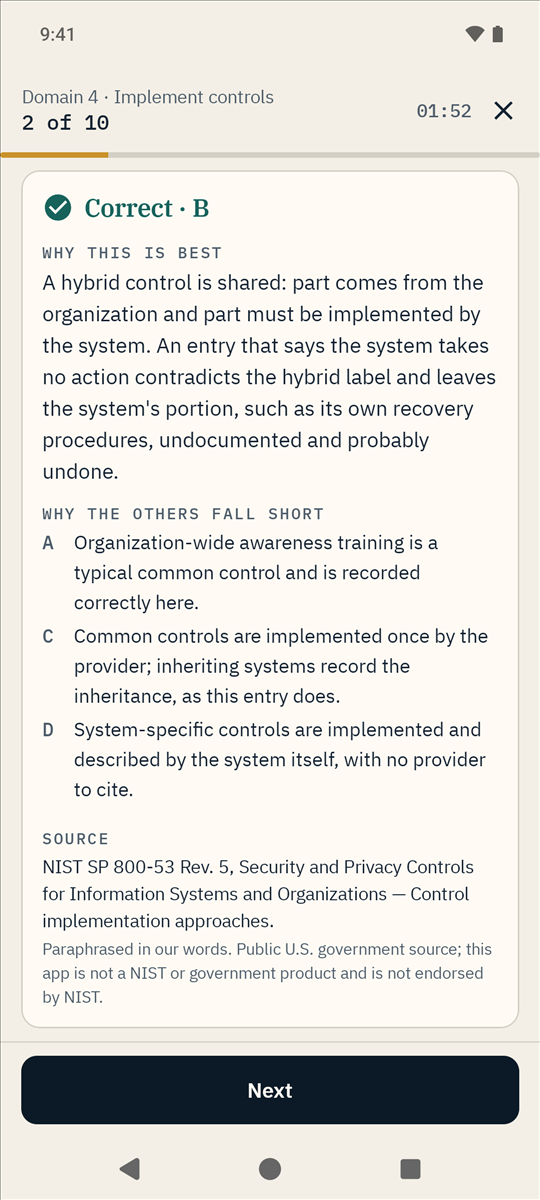 9:41
Domain 4 · Implement controls
2 of 10
01:52
Correct · B
WHY THIS IS BEST
A hybrid control is shared: part comes from the
organization and part must be implemented by
the system. An entry that says the system takes
no action contradicts the hybrid label and leaves
the system's portion, such as its own recovery
procedures, undocumented and probably
undone.
WHY THE OTHERS FALL SHORT
A Organization-wide awareness training is a
typical common control and is recorded
correctly here.
C Common controls are implemented once by the
provider; inheriting systems record the
inheritance, as this entry does.
D System-specific controls are implemented and
described by the system itself, with no provider
to cite.
SOURCE
NIST SP 800-53 Rev. 5, Security and Privacy Controls
for Information Systems and Organizations — Control
implementation approaches.
Paraphrased in our words. Public U.S. government source; this
app is not a NIST or government product and is not endorsed
by NIST.
Next